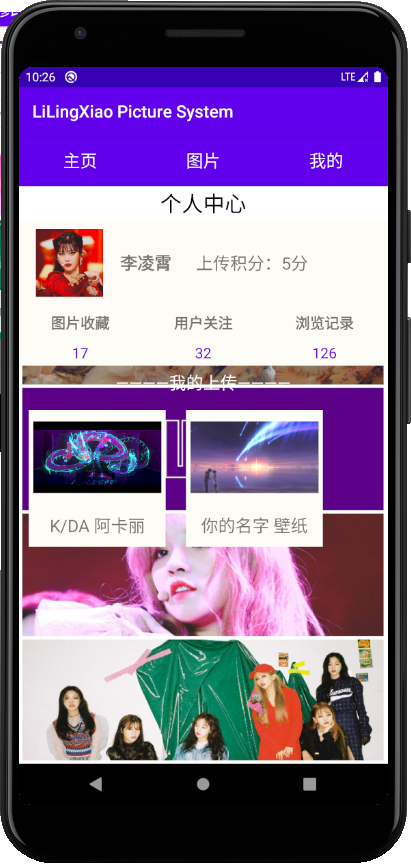 10:26 LTE
LiLingXiao Picture System
主页 图片 我的
个人中心
李凌霄 上传积分：5分
图片收藏 用户关注 浏览记录
17 32 126
————我的上传————
K/DA 阿卡丽 你的名字 壁纸